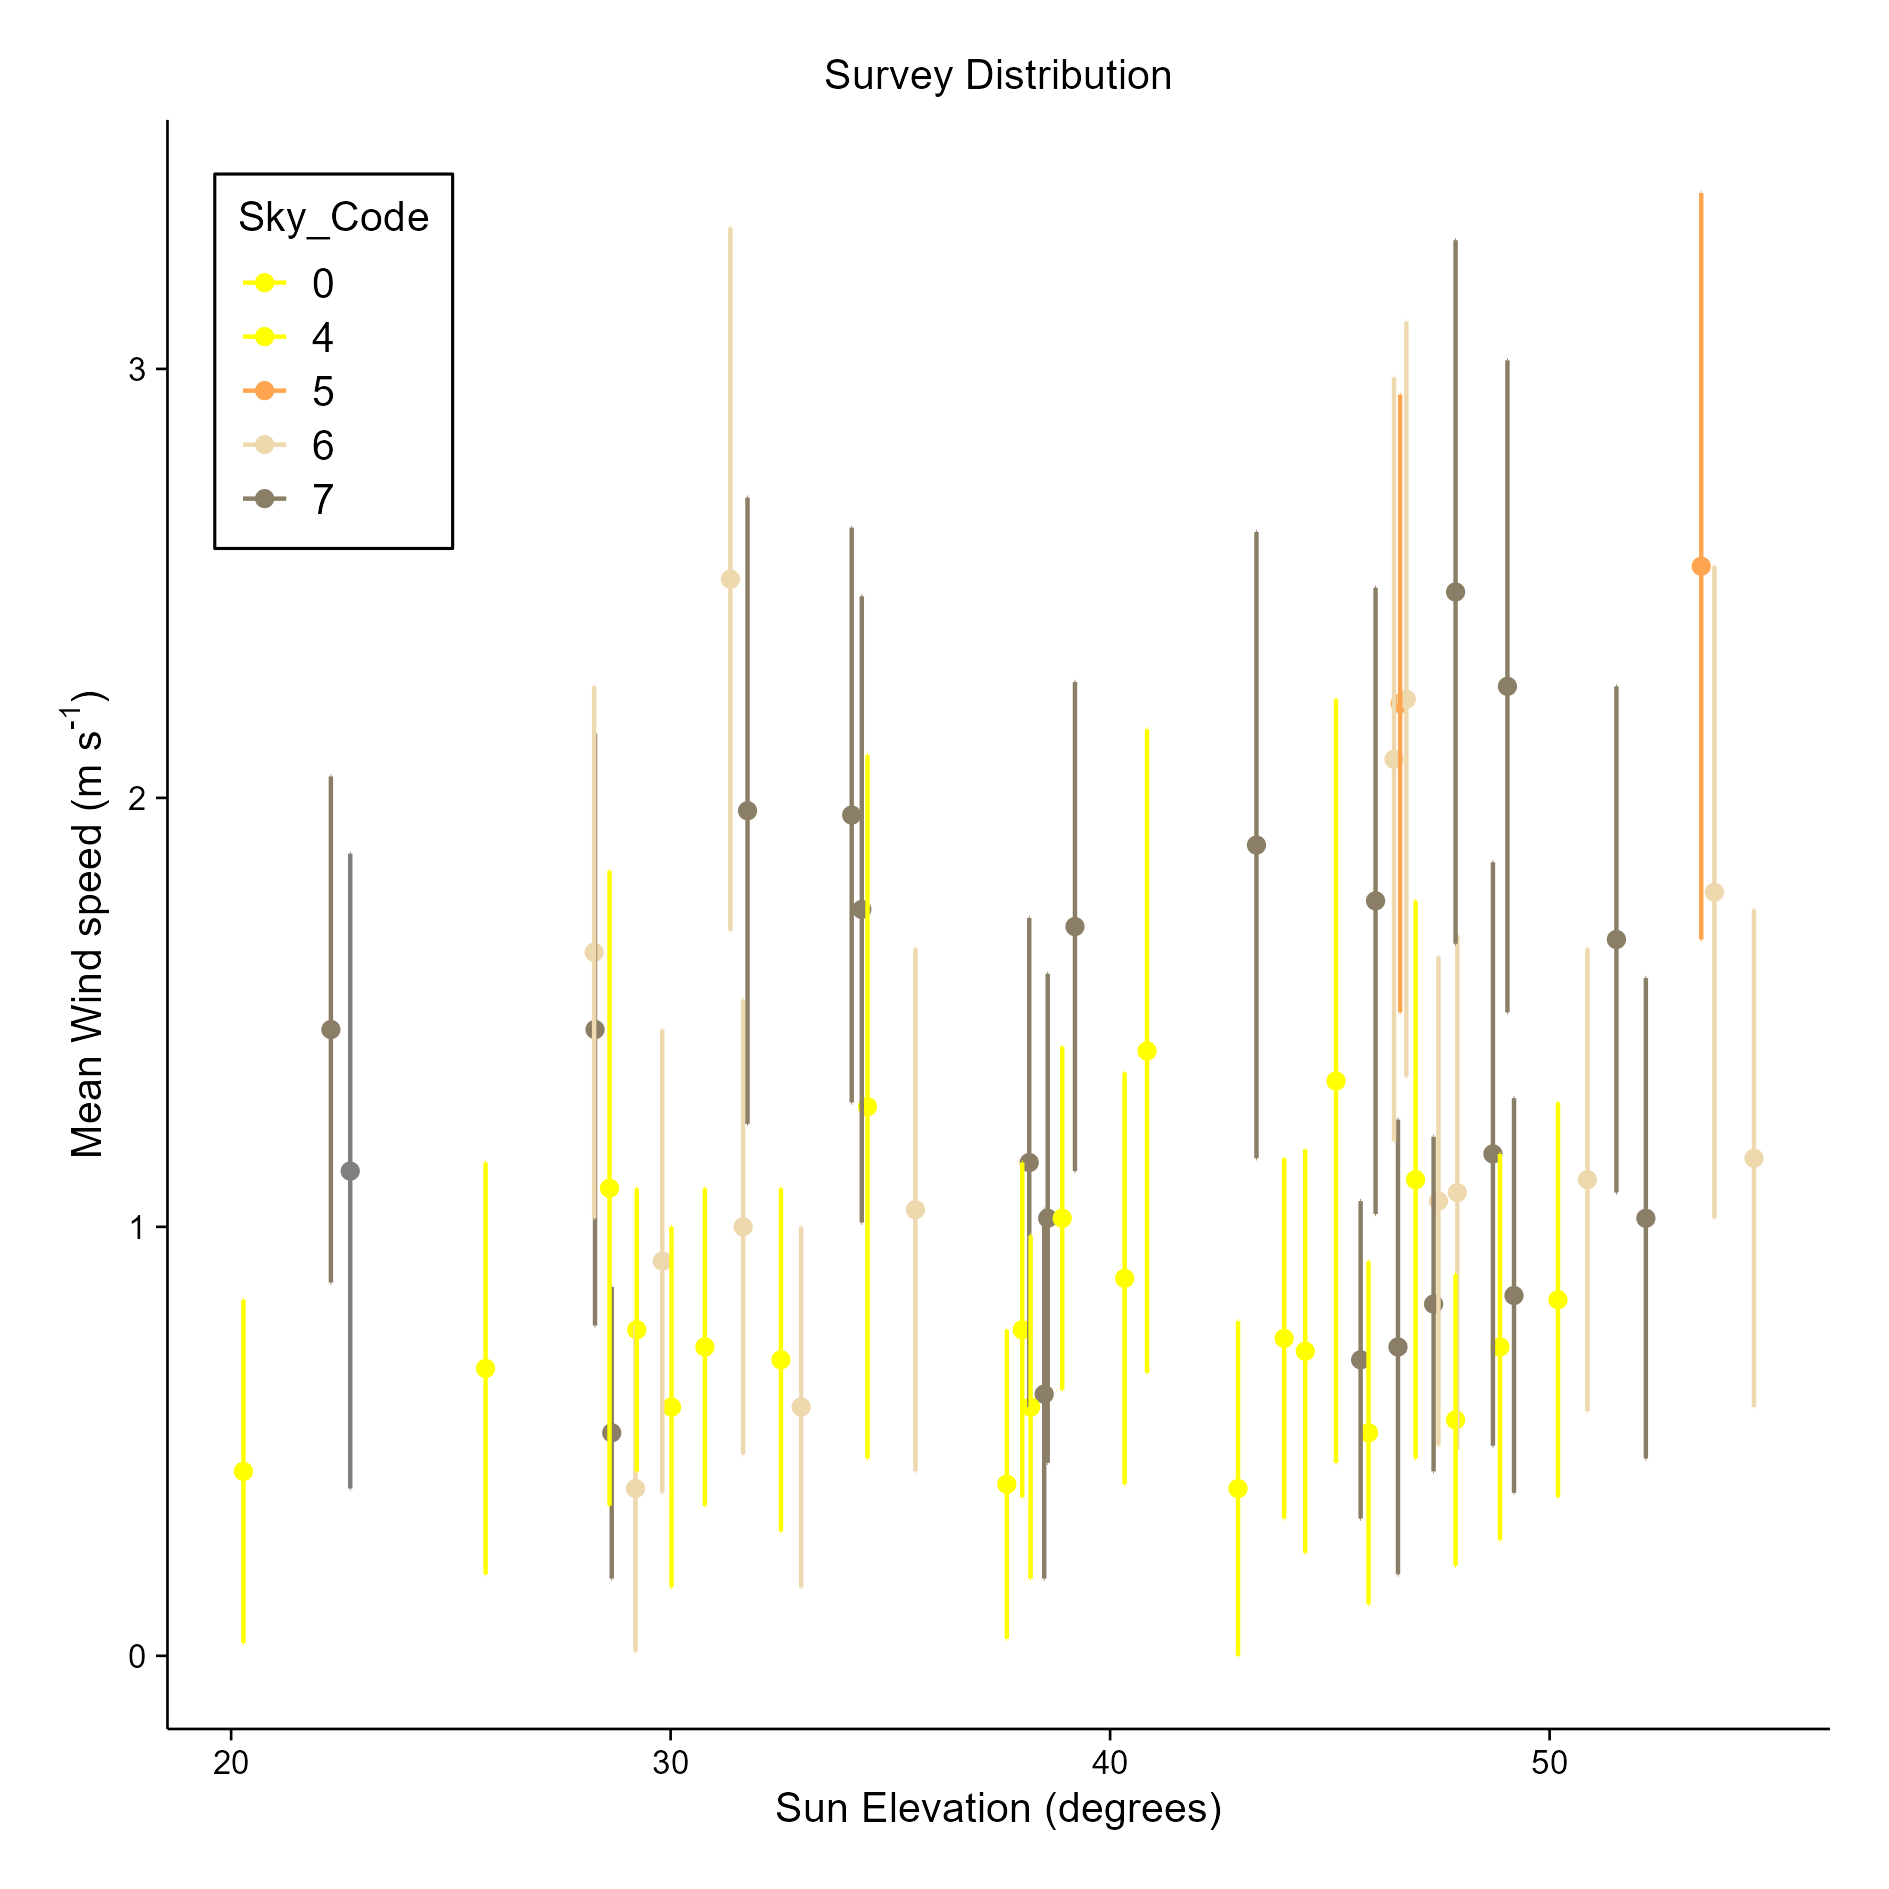 Survey Distribution
Sky_Code
0
4
5
6
7
Mean Wind speed (m s-1)
3
2
1
0
20 30 40 50
Sun Elevation (degrees)